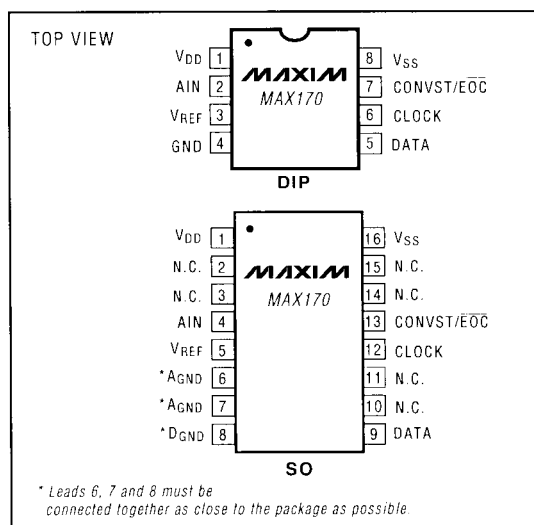 TOP VIEW
VDD 1
AIN 2
VREF 3
GND 4
MAXIM
MAX170
8 VSS
7 CONVST/E̅O̅C̅
6 CLOCK
5 DATA
DIP
VDD 1
N.C. 2
N.C. 3
AIN 4
VREF 5
*AGND 6
*AGND 7
*DGND 8
MAXIM
MAX170
16 VSS
15 N.C.
14 N.C.
13 CONVST/E̅O̅C̅
12 CLOCK
11 N.C.
10 N.C.
9 DATA
SO
* Leads 6, 7 and 8 must be
connected together as close to the package as possible.